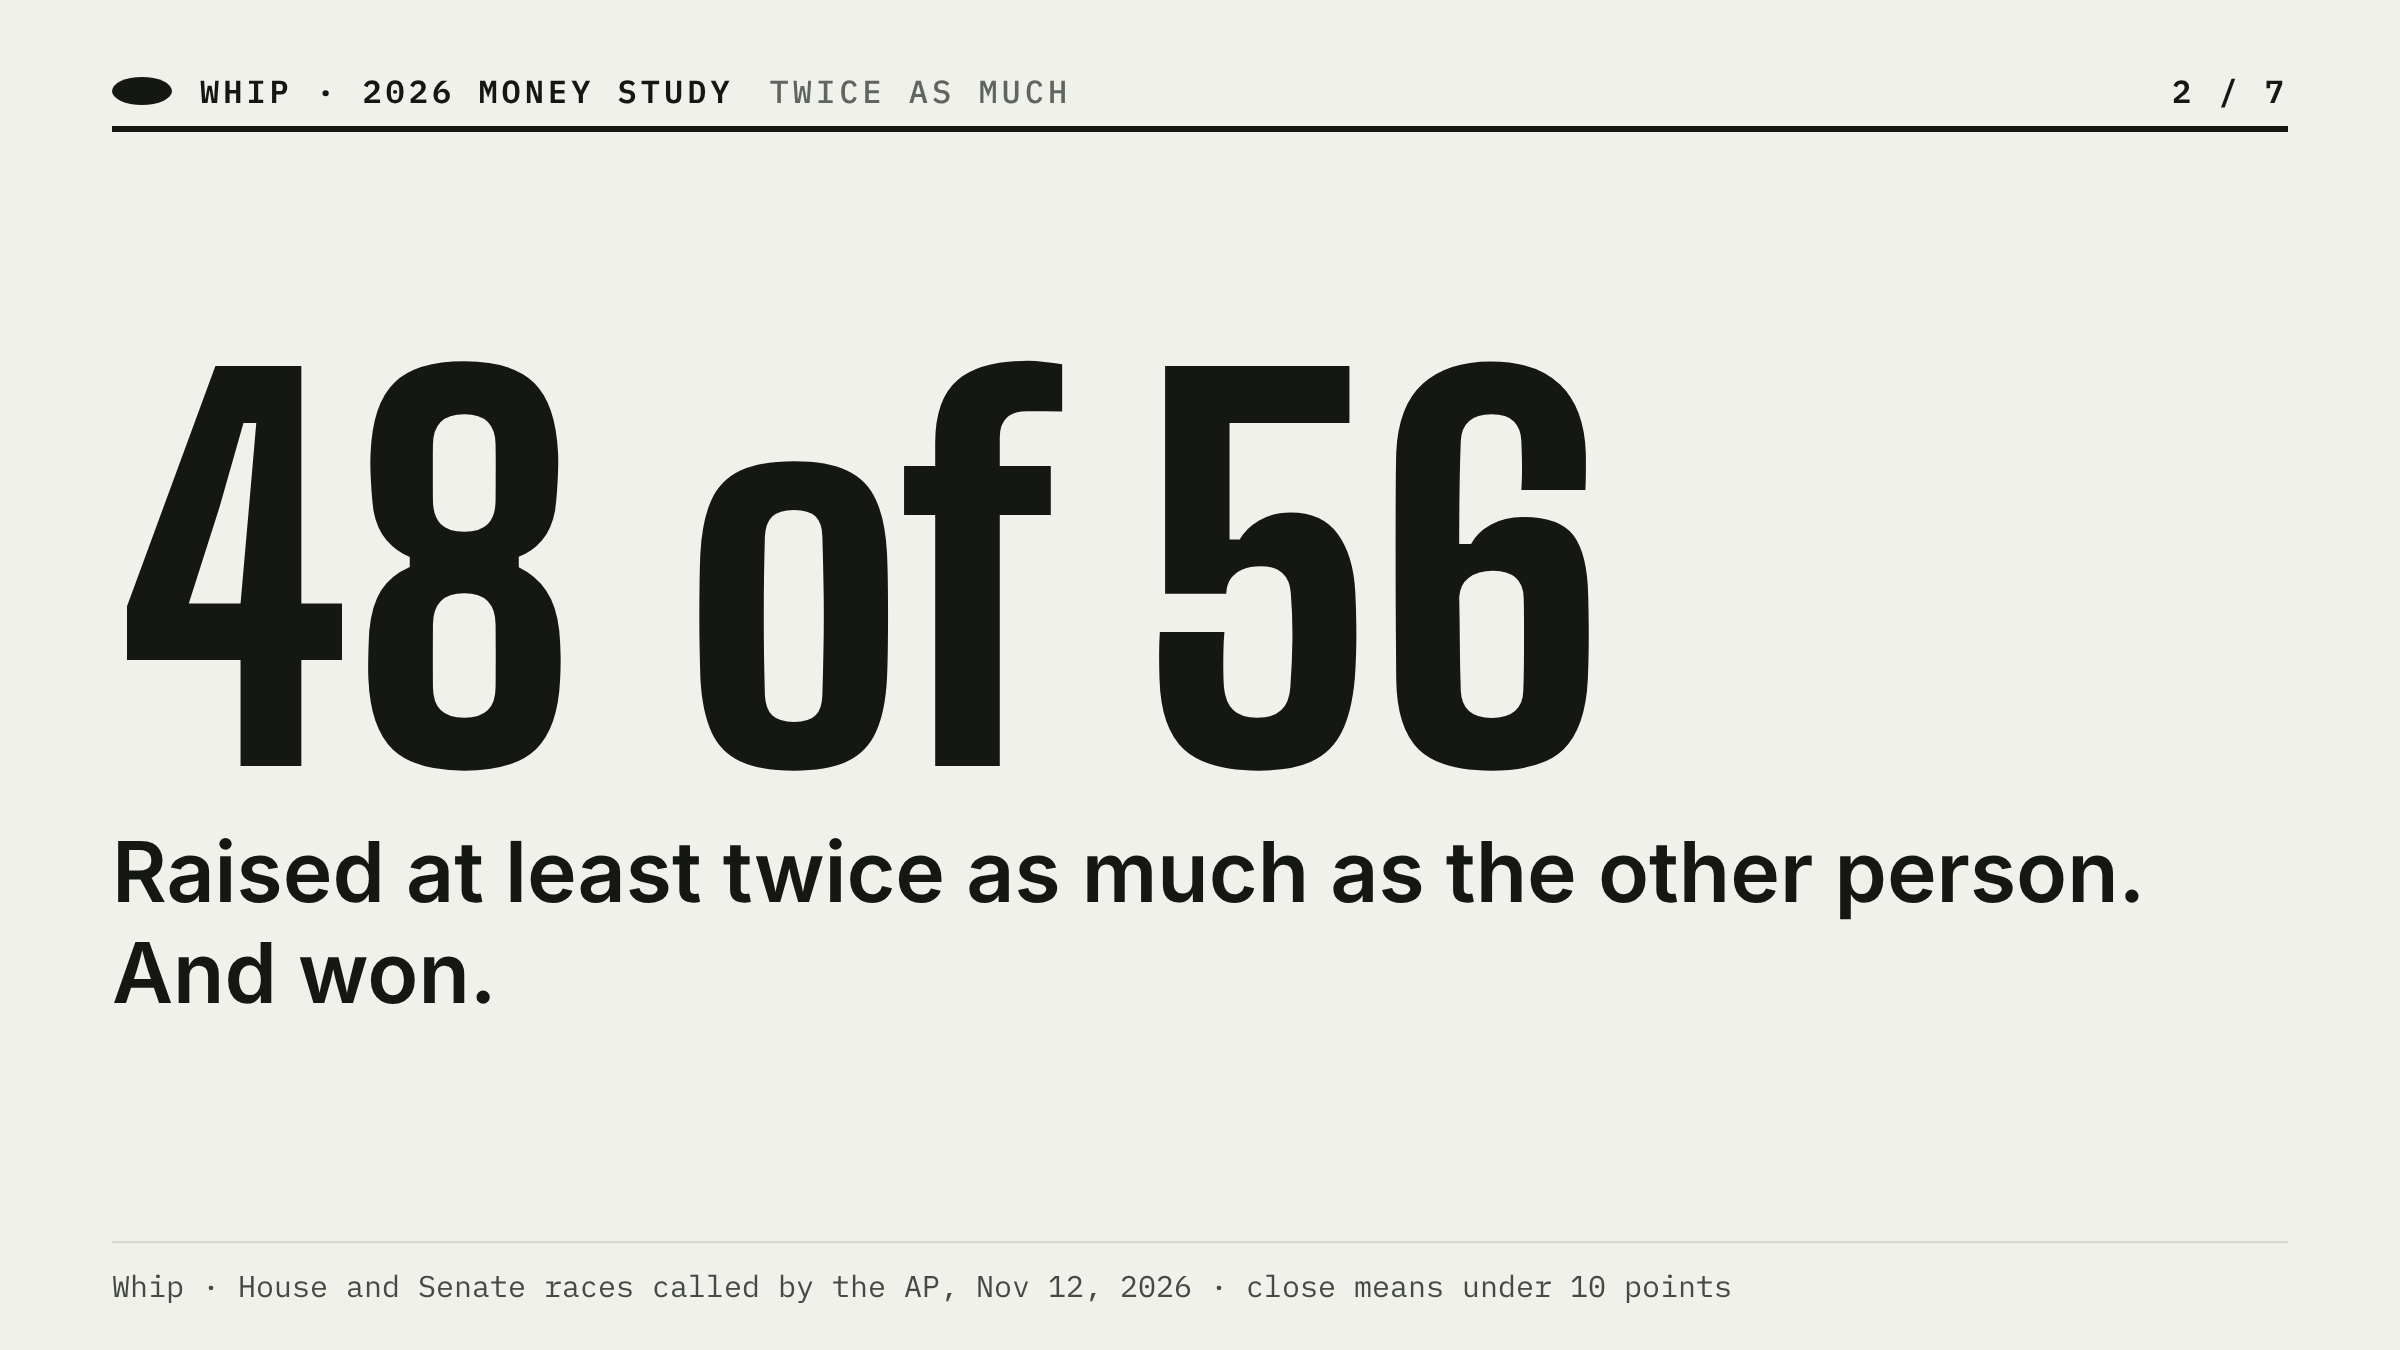 WHIP · 2026 MONEY STUDY TWICE AS MUCH 2 / 7
48 of 56
Raised at least twice as much as the other person.
And won.
Whip · House and Senate races called by the AP, Nov 12, 2026 · close means under 10 points